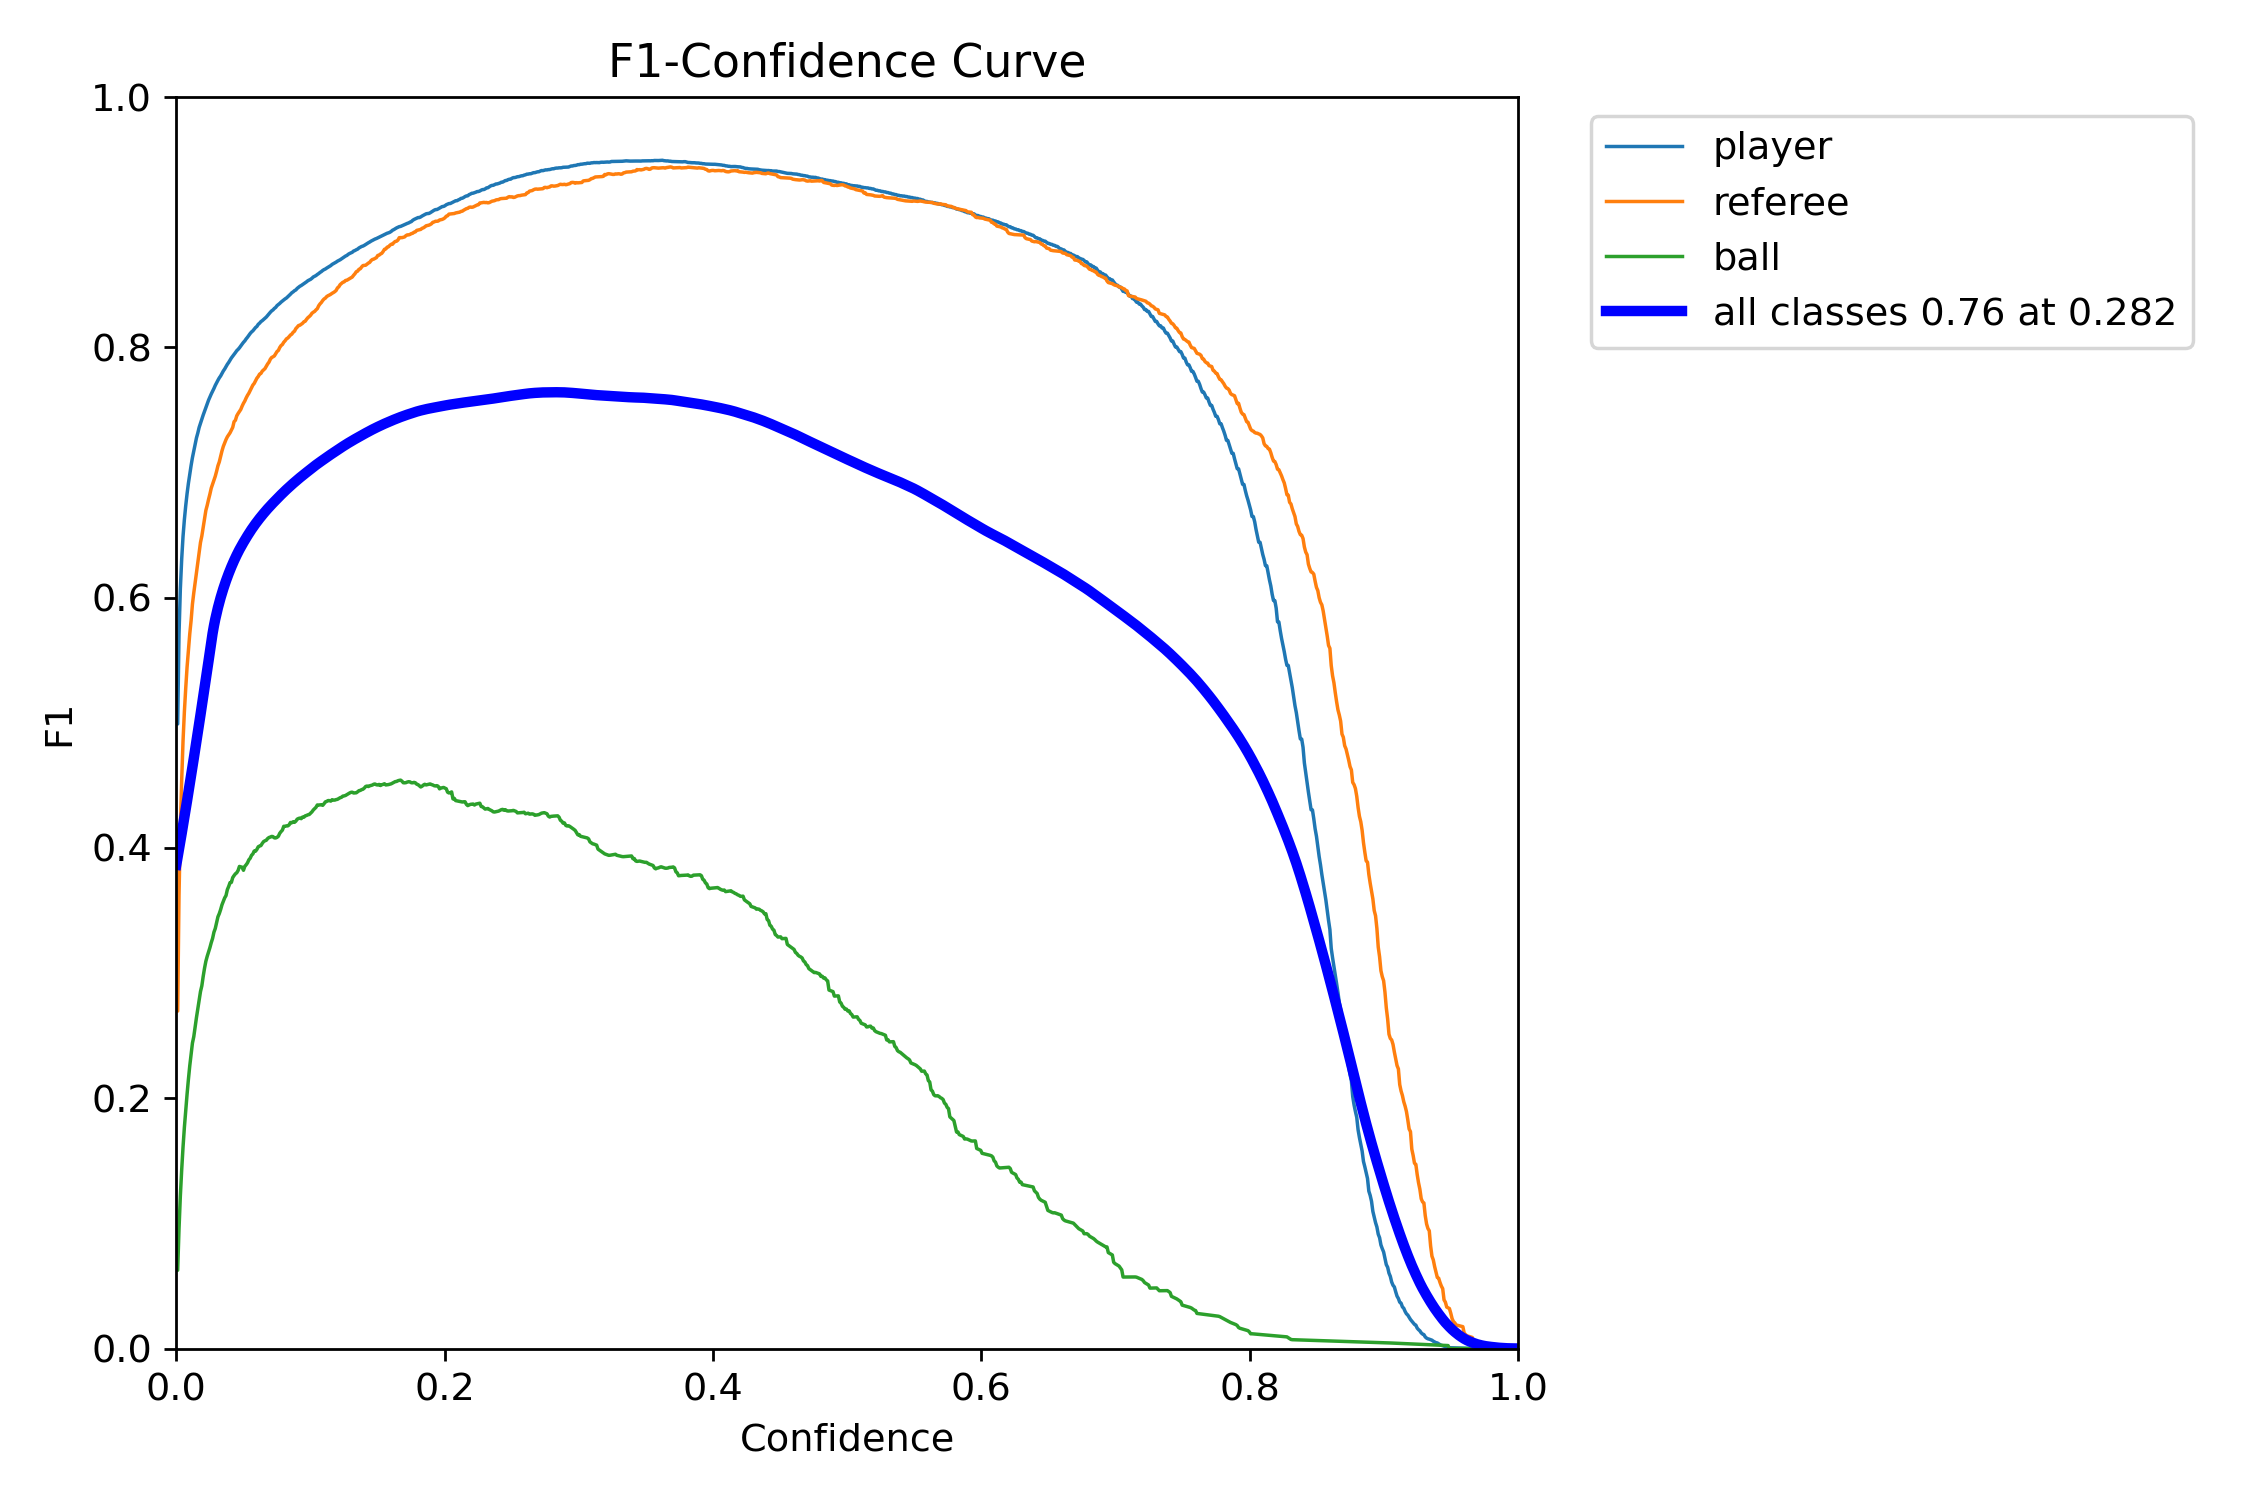 F1-Confidence Curve
1.0
0.8
0.6
0.4
0.2
0.0
F1
0.0 0.2 0.4 0.6 0.8 1.0
Confidence
player
referee
ball
all classes 0.76 at 0.282